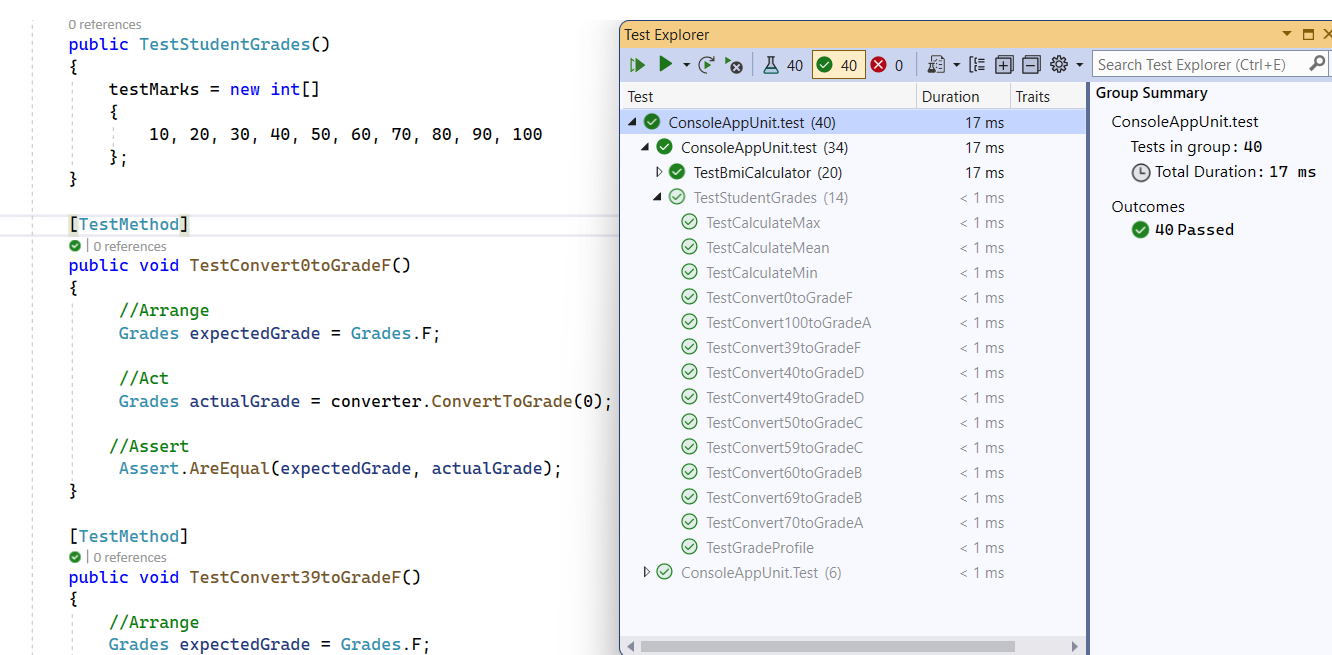 0 references
public TestStudentGrades()
{
testMarks = new int[]
{
10, 20, 30, 40, 50, 60, 70, 80, 90, 100
};
}
[TestMethod]
0 references
public void TestConvert0toGradeF()
{
//Arrange
Grades expectedGrade = Grades.F;
//Act
Grades actualGrade = converter.ConvertToGrade(0);
//Assert
Assert.AreEqual(expectedGrade, actualGrade);
}
[TestMethod]
0 references
public void TestConvert39toGradeF()
{
//Arrange
Grades expectedGrade = Grades.F;
Test Explorer
40 40 0 Search Test Explorer (Ctrl+E)
Test Duration Traits
ConsoleAppUnit.test (40) 17 ms
ConsoleAppUnit.test (34) 17 ms
TestBmiCalculator (20) 17 ms
TestStudentGrades (14) < 1 ms
TestCalculateMax < 1 ms
TestCalculateMean < 1 ms
TestCalculateMin < 1 ms
TestConvert0toGradeF < 1 ms
TestConvert100toGradeA < 1 ms
TestConvert39toGradeF < 1 ms
TestConvert40toGradeD < 1 ms
TestConvert49toGradeD < 1 ms
TestConvert50toGradeC < 1 ms
TestConvert59toGradeC < 1 ms
TestConvert60toGradeB < 1 ms
TestConvert69toGradeB < 1 ms
TestConvert70toGradeA < 1 ms
TestGradeProfile < 1 ms
ConsoleAppUnit.Test (6) < 1 ms
Group Summary
ConsoleAppUnit.test
Tests in group: 40
Total Duration: 17 ms
Outcomes
40 Passed